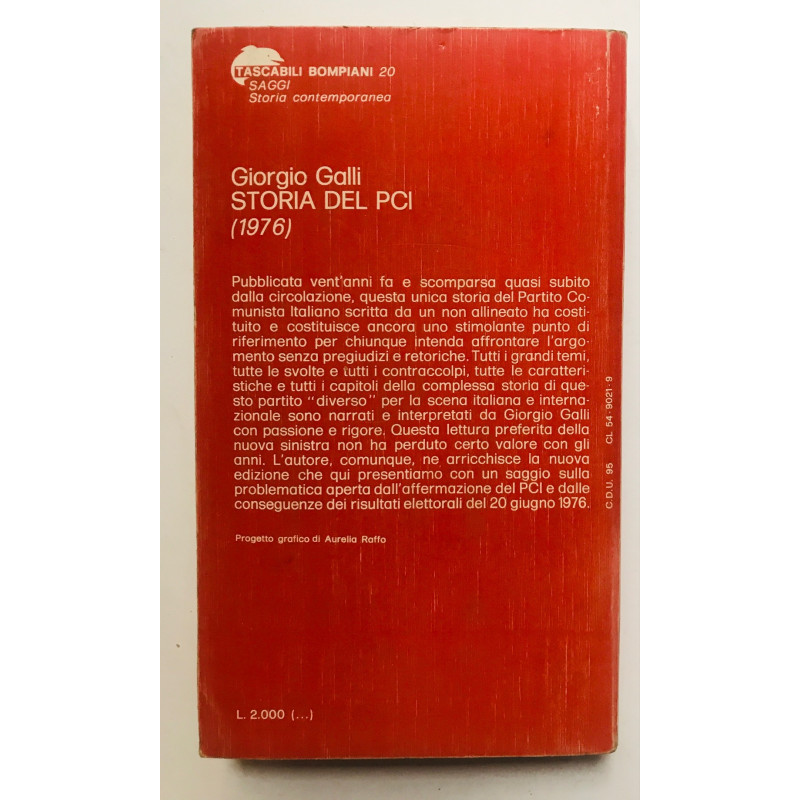 TASCABILI BOMPIANI 20
SAGGI
Storia contemporanea
Giorgio Galli
STORIA DEL PCI
(1976)
Pubblicata vent'anni fa e scomparsa quasi subito
dalla circolazione, questa unica storia del Partito Co-
munista Italiano scritta da un non allineato ha costi-
tuito e costituisce ancora uno stimolante punto di
riferimento per chiunque intenda affrontare l'argo-
mento senza pregiudizi e retoriche. Tutti i grandi temi,
tutte le svolte e tutti i contraccolpi, tutte le caratteri-
stiche e tutti i capitoli della complessa storia di que-
sto partito "diverso" per la scena italiana e interna-
zionale sono narrati e interpretati da Giorgio Galli
con passione e rigore. Questa lettura preferita della
nuova sinistra non ha perduto certo valore con gli
anni. L'autore, comunque, ne arricchisce la nuova
edizione che qui presentiamo con un saggio sulla
problematica aperta dall'affermazione del PCI e dalle
conseguenze dei risultati elettorali del 20 giugno 1976.
Progetto grafico di Aurelia Raffo
L. 2.000 (...)
C.D.U. 95 CL 54-9021-9